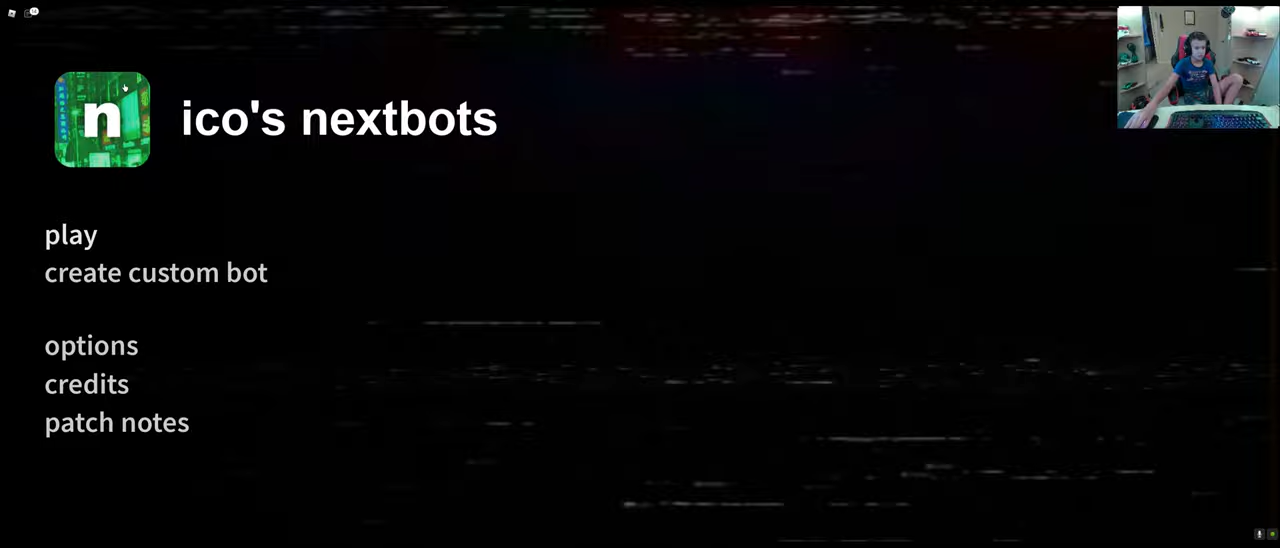 n
ico's nextbots
play
create custom bot
options
credits
patch notes